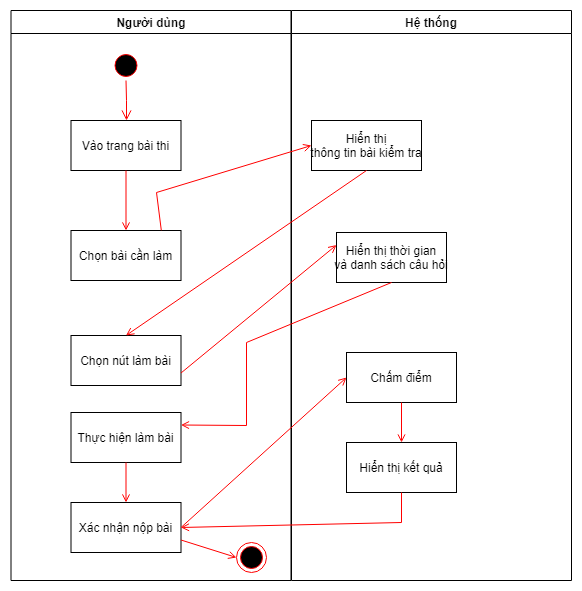 Người dùng
Hệ thống
Vào trang bài thi
Hiển thị
thông tin bài kiểm tra
Chọn bài cần làm
Hiển thị thời gian
và danh sách câu hỏi
Chọn nút làm bài
Chấm điểm
Thực hiện làm bài
Hiển thị kết quả
Xác nhận nộp bài